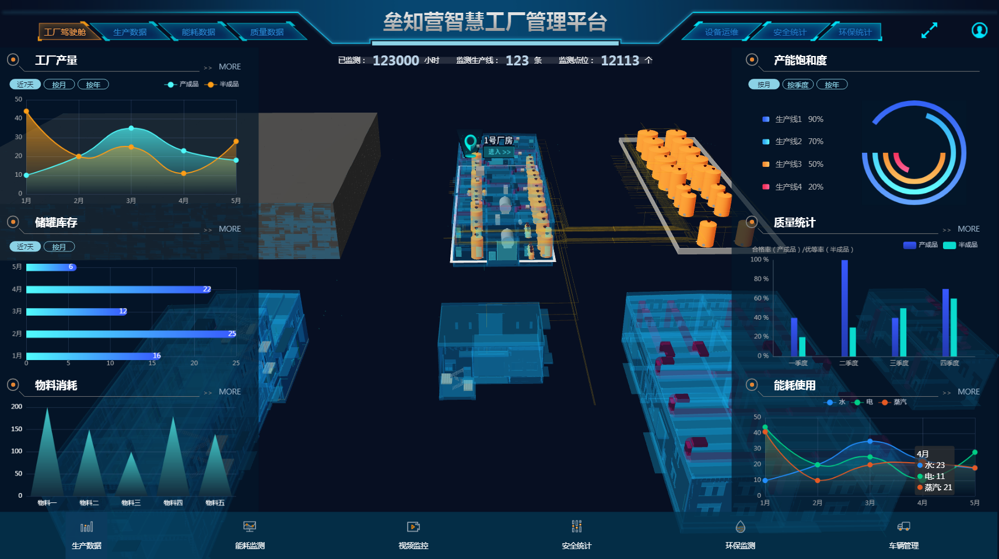 垒知营智慧工厂管理平台
工厂驾驶舱 生产数据 能耗数据 质量数据 设备运维 安全统计 环保统计
已监测： 123000 小时 监测生产线： 123 条 监测点位： 12113 个
工厂产量 >> MORE
近7天 按月 按年 产成品 半成品
50
40
30
20
10
0
1月 2月 3月 4月 5月
储罐库存 >> MORE
近7天 按月
5月 6
4月 22
3月 12
2月 25
1月 16
0 5 10 15 20 25
物料消耗 >> MORE
200
150
100
50
0
物料一 物料二 物料三 物料四 物料五
1号厂房
进入 >>
产能饱和度
按月 按季度 按年
生产线1 90%
生产线2 70%
生产线3 50%
生产线4 20%
质量统计 >> MORE
产成品 半成品
合格率（产成品）/优等率（半成品）
100 %
80 %
60 %
40 %
20 %
0 %
一季度 二季度 三季度 四季度
能耗使用 >> MORE
水 电 蒸汽
50
40
30
20
10
0
1月 2月 3月 4月 5月
4月
水: 23
电: 11
蒸汽: 21
生产数据 能耗监测 视频监控 安全统计 环保监测 车辆管理